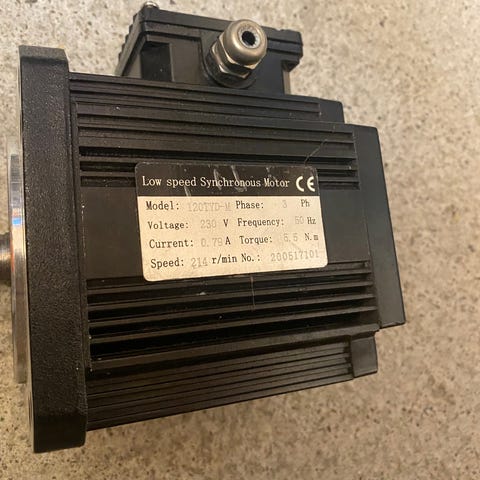 Low speed Synchronous Motor CE
Model: 120TYD-M Phase: 3 Ph
Voltage: 230 V Frequency: 50 Hz
Current: 0.79 A Torque: 5.5 N.m
Speed: 214 r/min No.: 200517101